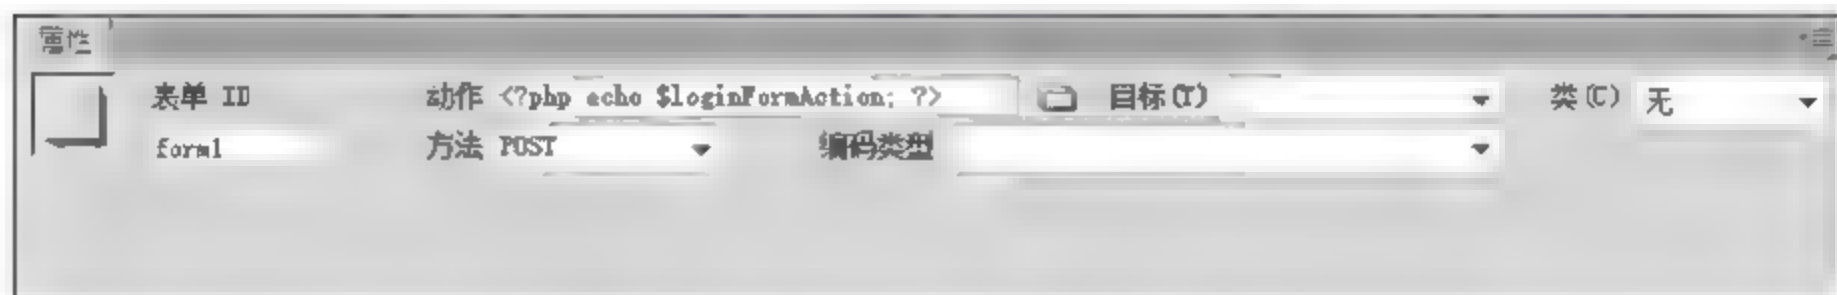 属性
表单 ID 动作 <?php echo $loginFormAction; ?> 目标(T) 类(C) 无
form1 方法 POST 编码类型